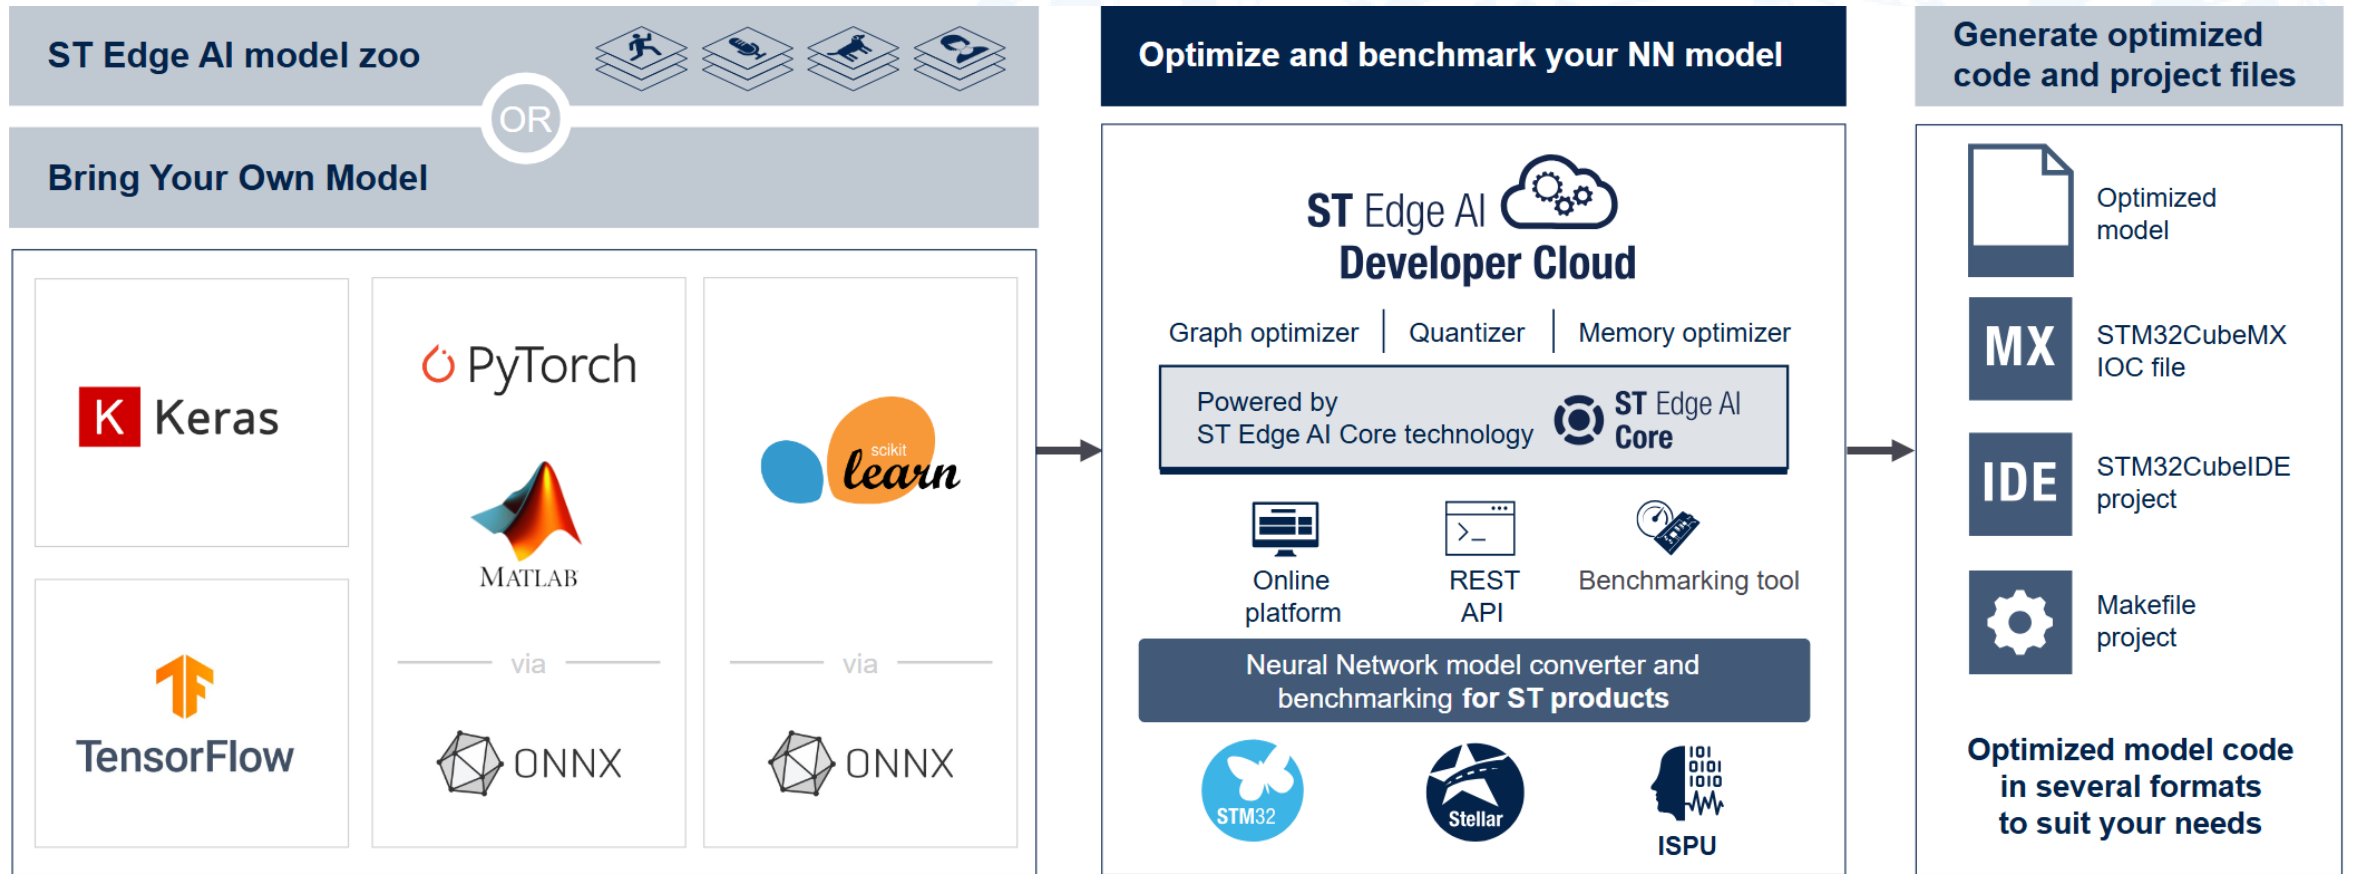 ST Edge AI model zoo
OR
Bring Your Own Model
K Keras
TensorFlow
PyTorch
MATLAB
via
ONNX
scikit
learn
via
ONNX
Optimize and benchmark your NN model
ST Edge AI
Developer Cloud
Graph optimizer
Quantizer
Memory optimizer
Powered by
ST Edge AI Core technology
ST Edge AI
Core
Online
platform
REST
API
Benchmarking tool
Neural Network model converter and
benchmarking for ST products
STM32
Stellar
IOI
OIOI
IOIO
ISPU
Generate optimized
code and project files
Optimized
model
MX
STM32CubeMX
IOC file
IDE
STM32CubeIDE
project
Makefile
project
Optimized model code
in several formats
to suit your needs